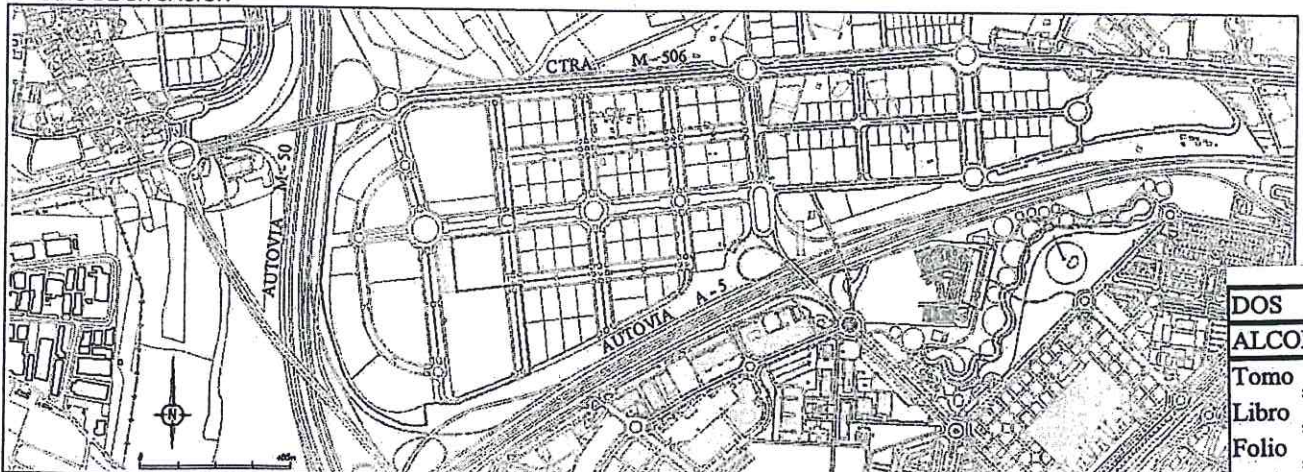 CTRA. M-506
AUTOVIA M-50
AUTOVIA A-5
N
DOS
ALCO
Tomo
Libro
Folio